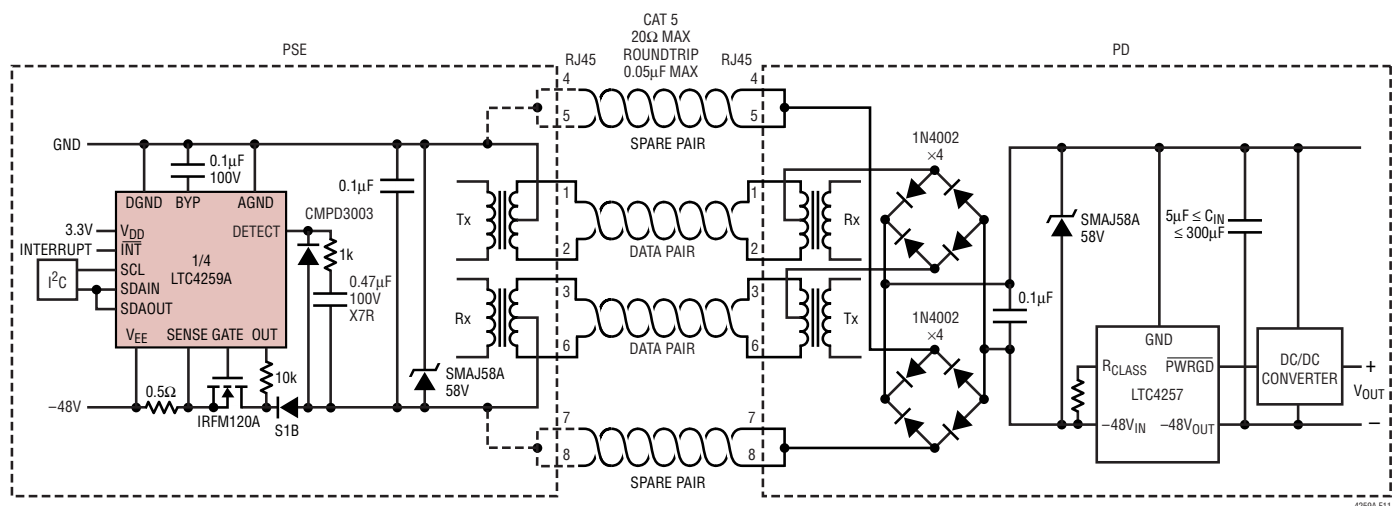 PSE
CAT 5
20Ω MAX
ROUNDTRIP
0.05µF MAX
PD
RJ45
RJ45
4
5
4
5
SPARE PAIR
GND
0.1µF
100V
0.1µF
DGND
BYP
AGND
CMPD3003
3.3V
VDD
DETECT
INTERRUPT
INT
1k
1/4
LTC4259A
SCL
I2C
SDAIN
SDAOUT
0.47µF
100V
X7R
VEE
SENSE
GATE
OUT
10k
–48V
0.5Ω
IRFM120A
S1B
SMAJ58A
58V
Tx
1
2
DATA PAIR
1
2
Rx
Rx
3
6
DATA PAIR
3
6
Tx
7
8
SPARE PAIR
7
8
1N4002
×4
1N4002
×4
0.1µF
SMAJ58A
58V
5µF ≤ CIN
≤ 300µF
GND
RCLASS
PWRGD
LTC4257
–48VIN
–48VOUT
DC/DC
CONVERTER
+
VOUT
–
4259A F11